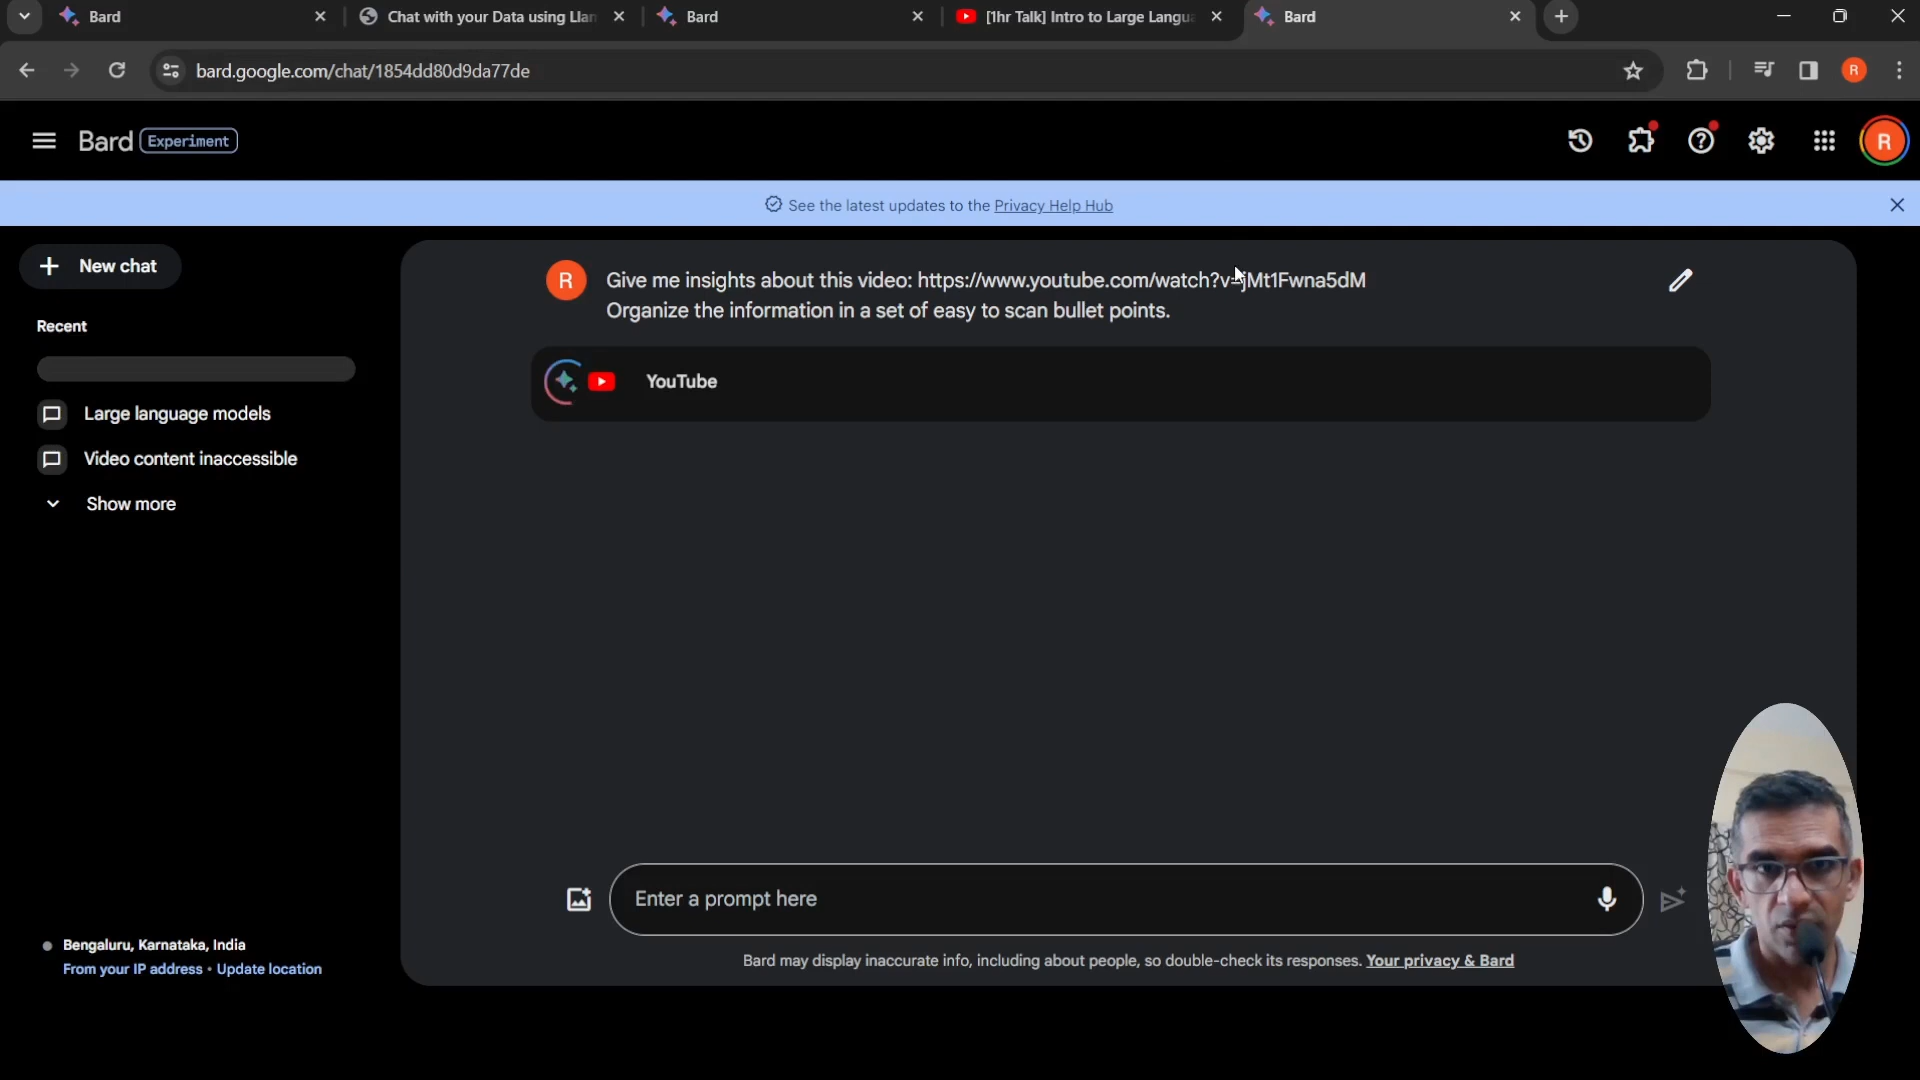 Bard
Chat with your Data using Llan
Bard
[1hr Talk] Intro to Large Langua
Bard
bard.google.com/chat/1854dd80d9da77de
R
Bard Experiment
R
See the latest updates to the Privacy Help Hub
New chat
Recent
Large language models
Video content inaccessible
Show more
R
Give me insights about this video: https://www.youtube.com/watch?v=jMt1Fwna5dM
Organize the information in a set of easy to scan bullet points.
YouTube
Enter a prompt here
Bard may display inaccurate info, including about people, so double-check its responses. Your privacy & Bard
Bengaluru, Karnataka, India
From your IP address • Update location